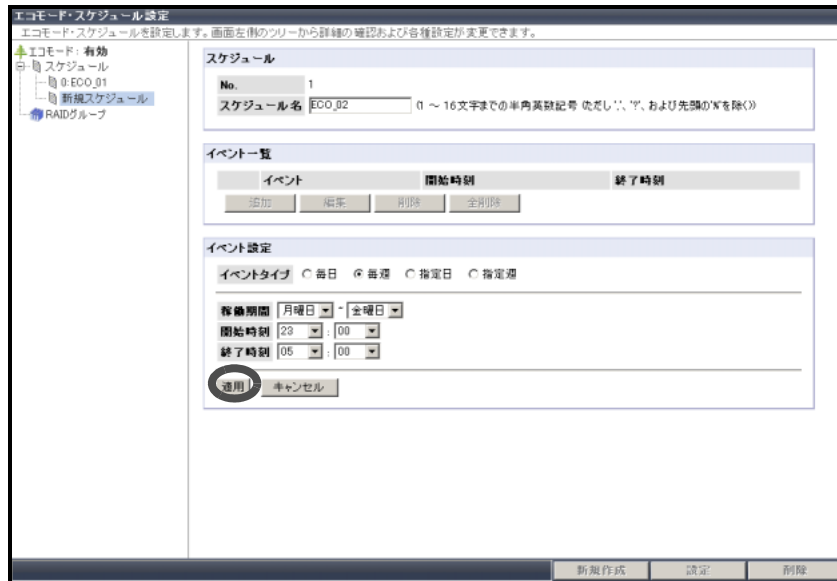 エコモード・スケジュール設定
エコモード・スケジュールを設定します。画面左側のツリーから詳細の確認および各種設定が変更できます。
エコモード: 有効
スケジュール
0:ECO_01
新規スケジュール
RAIDグループ
スケジュール
No. 1
スケジュール名 ECO_02 (1 ～ 16文字までの半角英数記号 (ただし ','、'?'、および先頭の'¥'を除く))
イベント一覧
イベント 開始時刻 終了時刻
追加 編集 削除 全削除
イベント設定
イベントタイプ 毎日 毎週 指定日 指定週
稼働期間 月曜日 - 金曜日
開始時刻 23 : 00
終了時刻 05 : 00
適用 キャンセル
新規作成 設定 削除